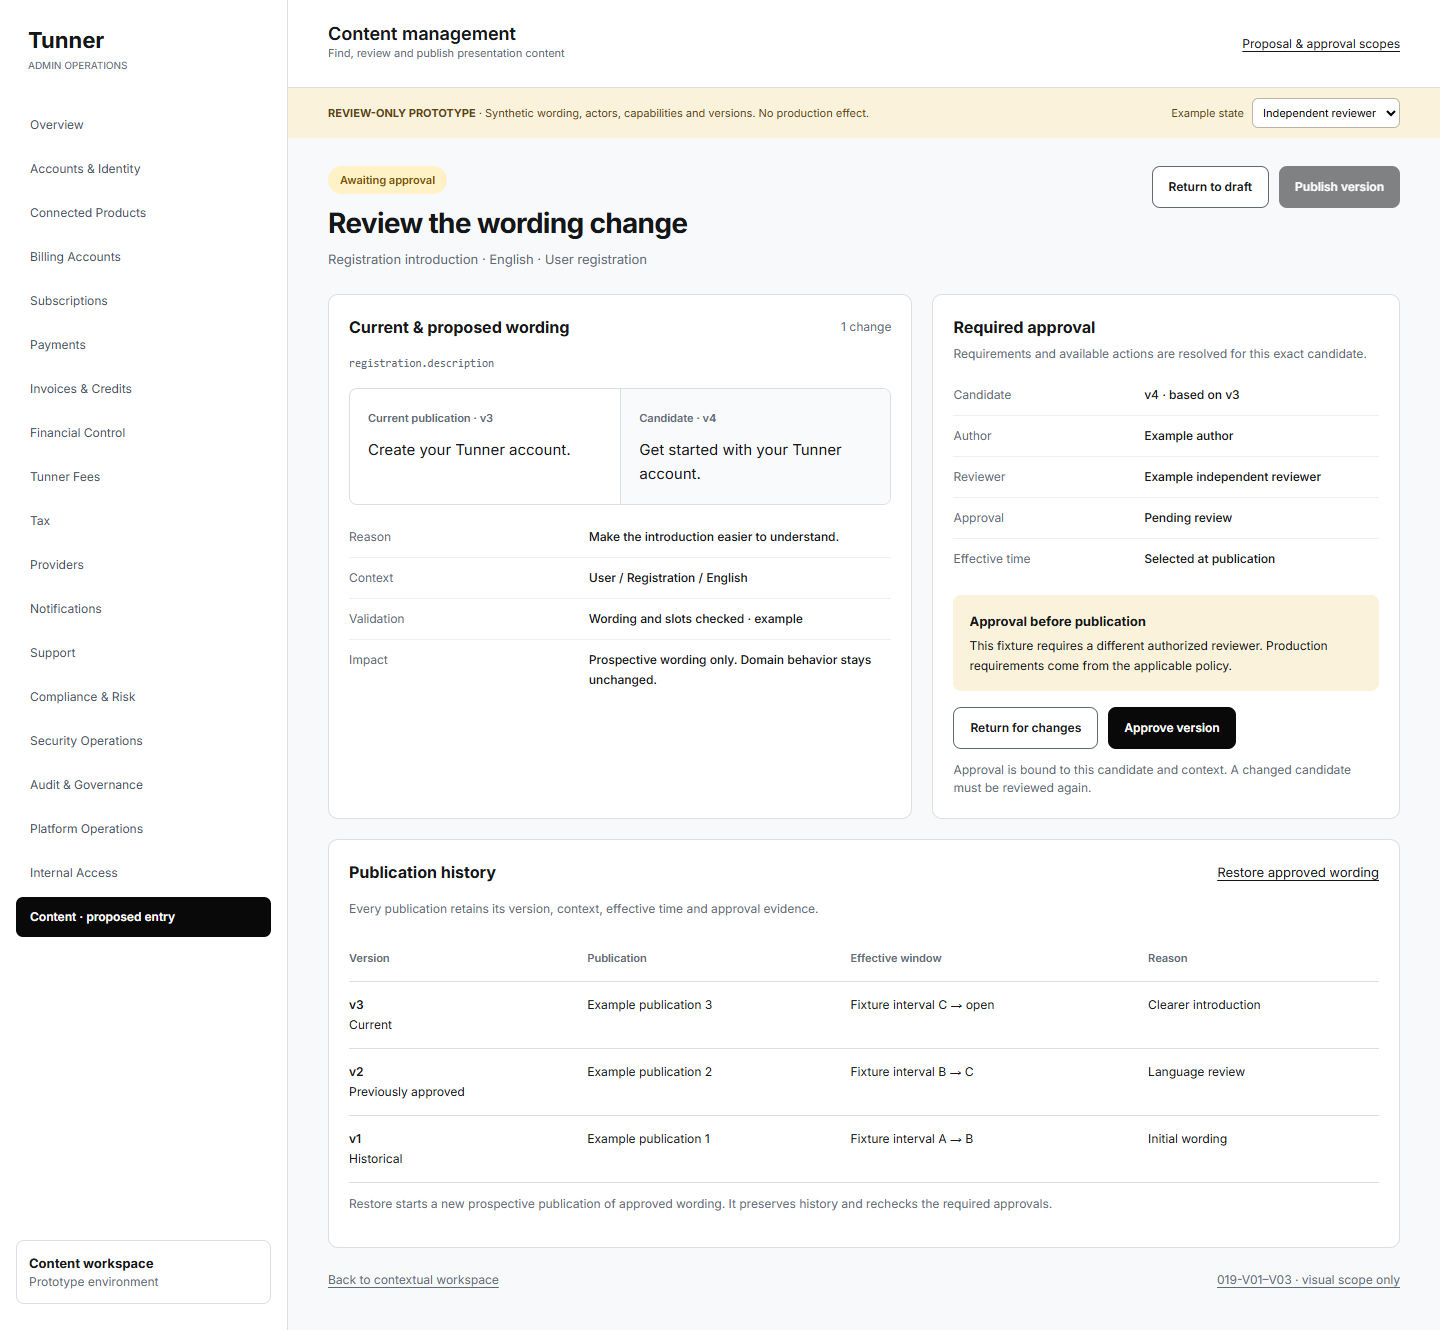 Tunner
ADMIN OPERATIONS
Overview
Accounts & Identity
Connected Products
Billing Accounts
Subscriptions
Payments
Invoices & Credits
Financial Control
Tunner Fees
Tax
Providers
Notifications
Support
Compliance & Risk
Security Operations
Audit & Governance
Platform Operations
Internal Access
Content · proposed entry
Content workspace
Prototype environment
Content management
Find, review and publish presentation content
Proposal & approval scopes
REVIEW-ONLY PROTOTYPE · Synthetic wording, actors, capabilities and versions. No production effect.
Example state
Independent reviewer
Awaiting approval
Return to draft
Publish version
Review the wording change
Registration introduction · English · User registration
Current & proposed wording
1 change
registration.description
Current publication · v3
Create your Tunner account.
Candidate · v4
Get started with your Tunner
account.
Reason
Make the introduction easier to understand.
Context
User / Registration / English
Validation
Wording and slots checked · example
Impact
Prospective wording only. Domain behavior stays
unchanged.
Required approval
Requirements and available actions are resolved for this exact candidate.
Candidate
v4 · based on v3
Author
Example author
Reviewer
Example independent reviewer
Approval
Pending review
Effective time
Selected at publication
Approval before publication
This fixture requires a different authorized reviewer. Production
requirements come from the applicable policy.
Return for changes
Approve version
Approval is bound to this candidate and context. A changed candidate
must be reviewed again.
Publication history
Restore approved wording
Every publication retains its version, context, effective time and approval evidence.
Version
Publication
Effective window
Reason
v3
Current
Example publication 3
Fixture interval C → open
Clearer introduction
v2
Previously approved
Example publication 2
Fixture interval B → C
Language review
v1
Historical
Example publication 1
Fixture interval A → B
Initial wording
Restore starts a new prospective publication of approved wording. It preserves history and rechecks the required approvals.
Back to contextual workspace
019-V01–V03 · visual scope only